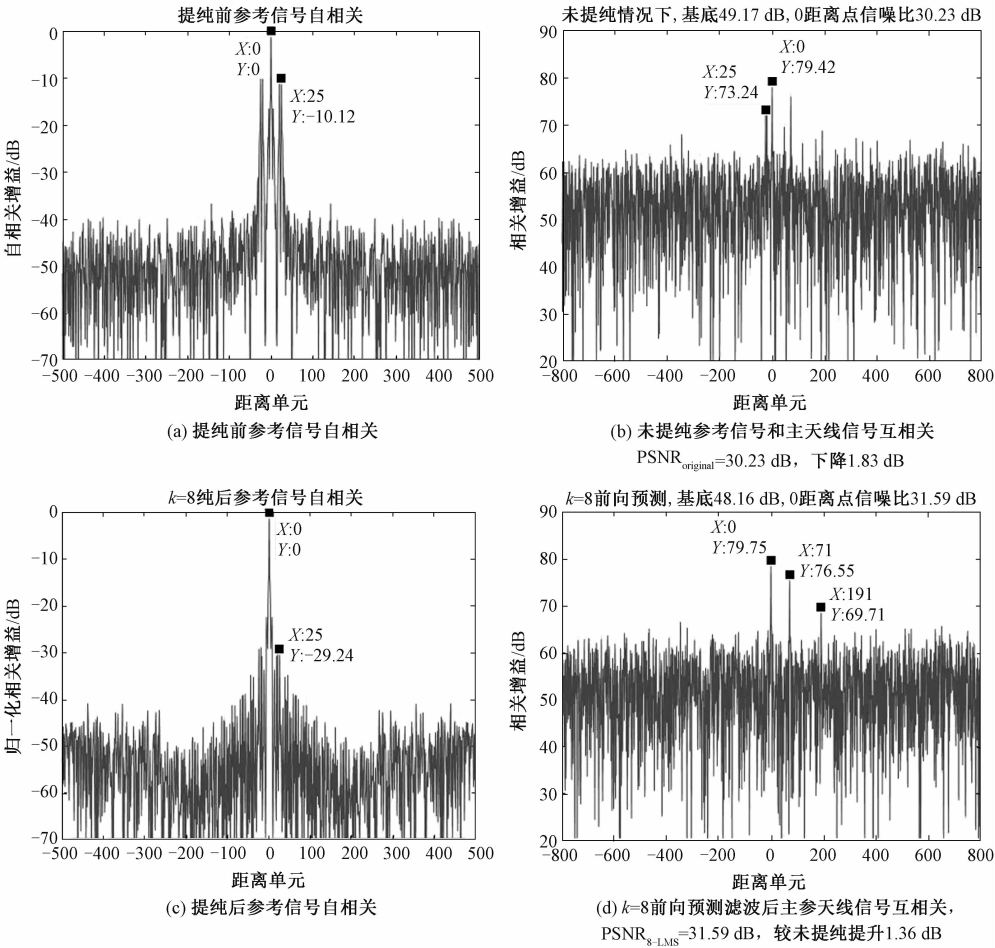 提纯前参考信号自相关
0
-10
-20
-30
-40
-50
-60
-70
自相关增益/dB
X:0
Y:0
X:25
Y:-10.12
-500 -400 -300 -200 -100 0 100 200 300 400 500
距离单元
(a) 提纯前参考信号自相关
未提纯情况下, 基底49.17 dB, 0距离点信噪比30.23 dB
90
80
70
60
50
40
30
20
相关增益/dB
X:0
Y:79.42
X:25
Y:73.24
-800 -600 -400 -200 0 200 400 600 800
距离单元
(b) 未提纯参考信号和主天线信号互相关
PSNRoriginal=30.23 dB，下降1.83 dB
k=8纯后参考信号自相关
0
-10
-20
-30
-40
-50
-60
-70
归一化相关增益/dB
X:0
Y:0
X:25
Y:-29.24
-500 -400 -300 -200 -100 0 100 200 300 400 500
距离单元
(c) 提纯后参考信号自相关
k=8前向预测, 基底48.16 dB, 0距离点信噪比31.59 dB
90
80
70
60
50
40
30
20
相关增益/dB
X:0
Y:79.75
X:71
Y:76.55
X:191
Y:69.71
-800 -600 -400 -200 0 200 400 600 800
距离单元
(d) k=8前向预测滤波后主参天线信号互相关，
PSNR8-LMS=31.59 dB，较未提纯提升1.36 dB